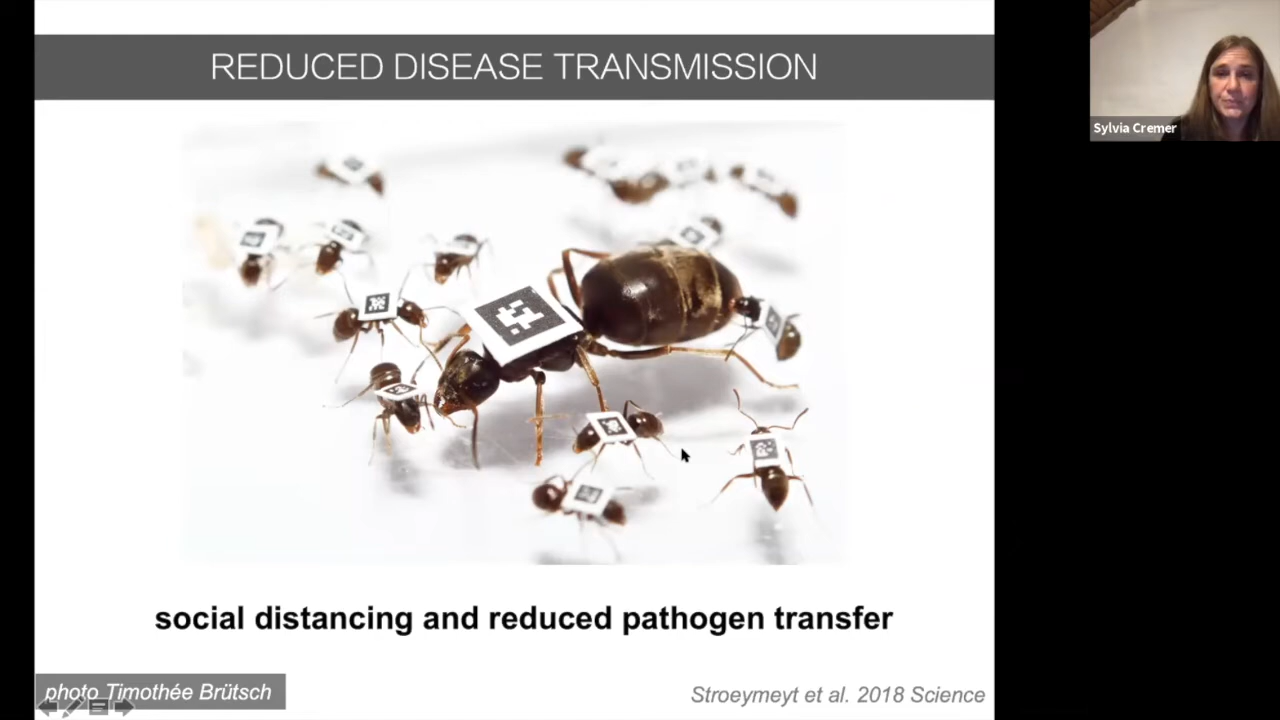 REDUCED DISEASE TRANSMISSION
Sylvia Cremer
social distancing and reduced pathogen transfer
photo Timothée Brütsch
Stroeymeyt et al. 2018 Science